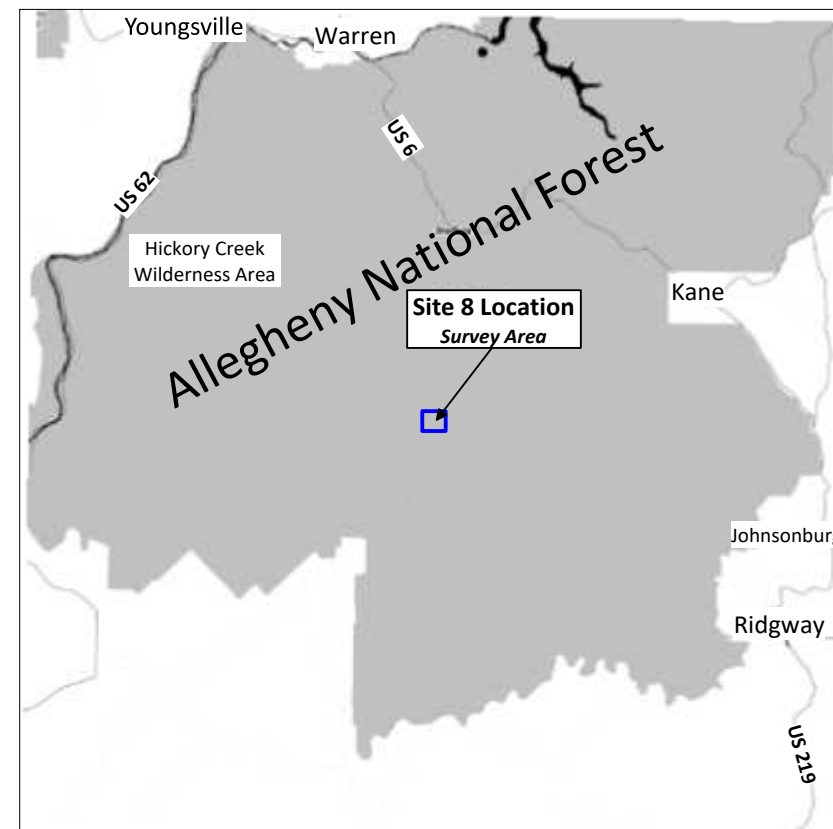 Youngsville
Warren
US 6
US 62
Allegheny National Forest
Hickory Creek
Wilderness Area
Kane
Site 8 Location
Survey Area
Johnsonburg
Ridgway
US 219